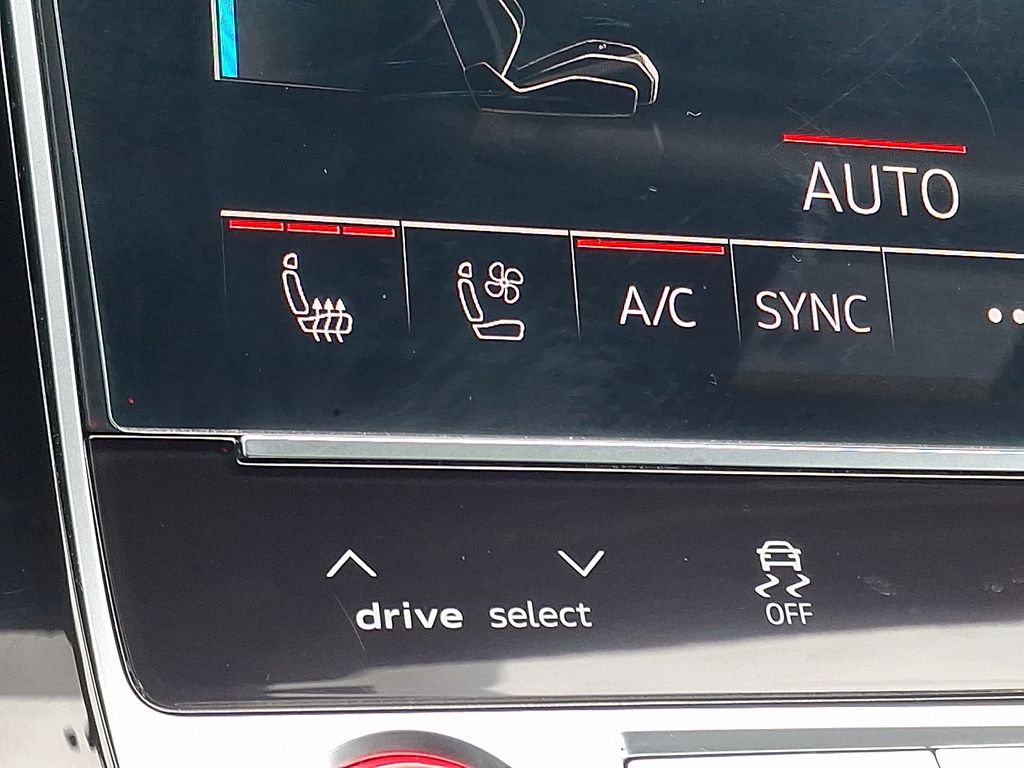 AUTO
A/C SYNC
drive select
OFF